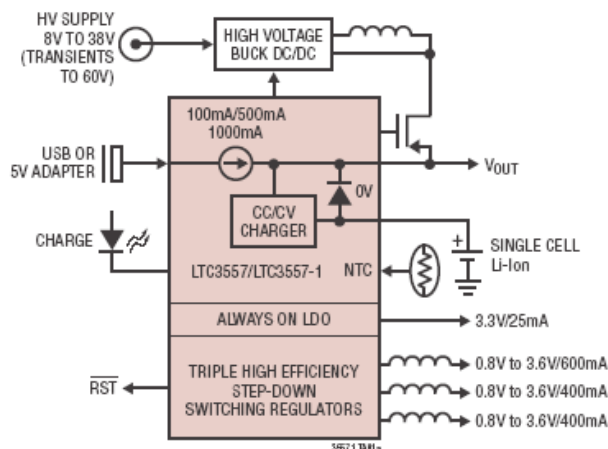 HV SUPPLY
8V TO 38V
(TRANSIENTS
TO 60V)
HIGH VOLTAGE
BUCK DC/DC
100mA/500mA
1000mA
USB OR
5V ADAPTER
VOUT
0V
CC/CV
CHARGER
CHARGE
+
SINGLE CELL
Li-Ion
LTC3557/LTC3557-1
NTC
ALWAYS ON LDO
3.3V/25mA
TRIPLE HIGH EFFICIENCY
STEP-DOWN
SWITCHING REGULATORS
RST
0.8V to 3.6V/600mA
0.8V to 3.6V/400mA
0.8V to 3.6V/400mA